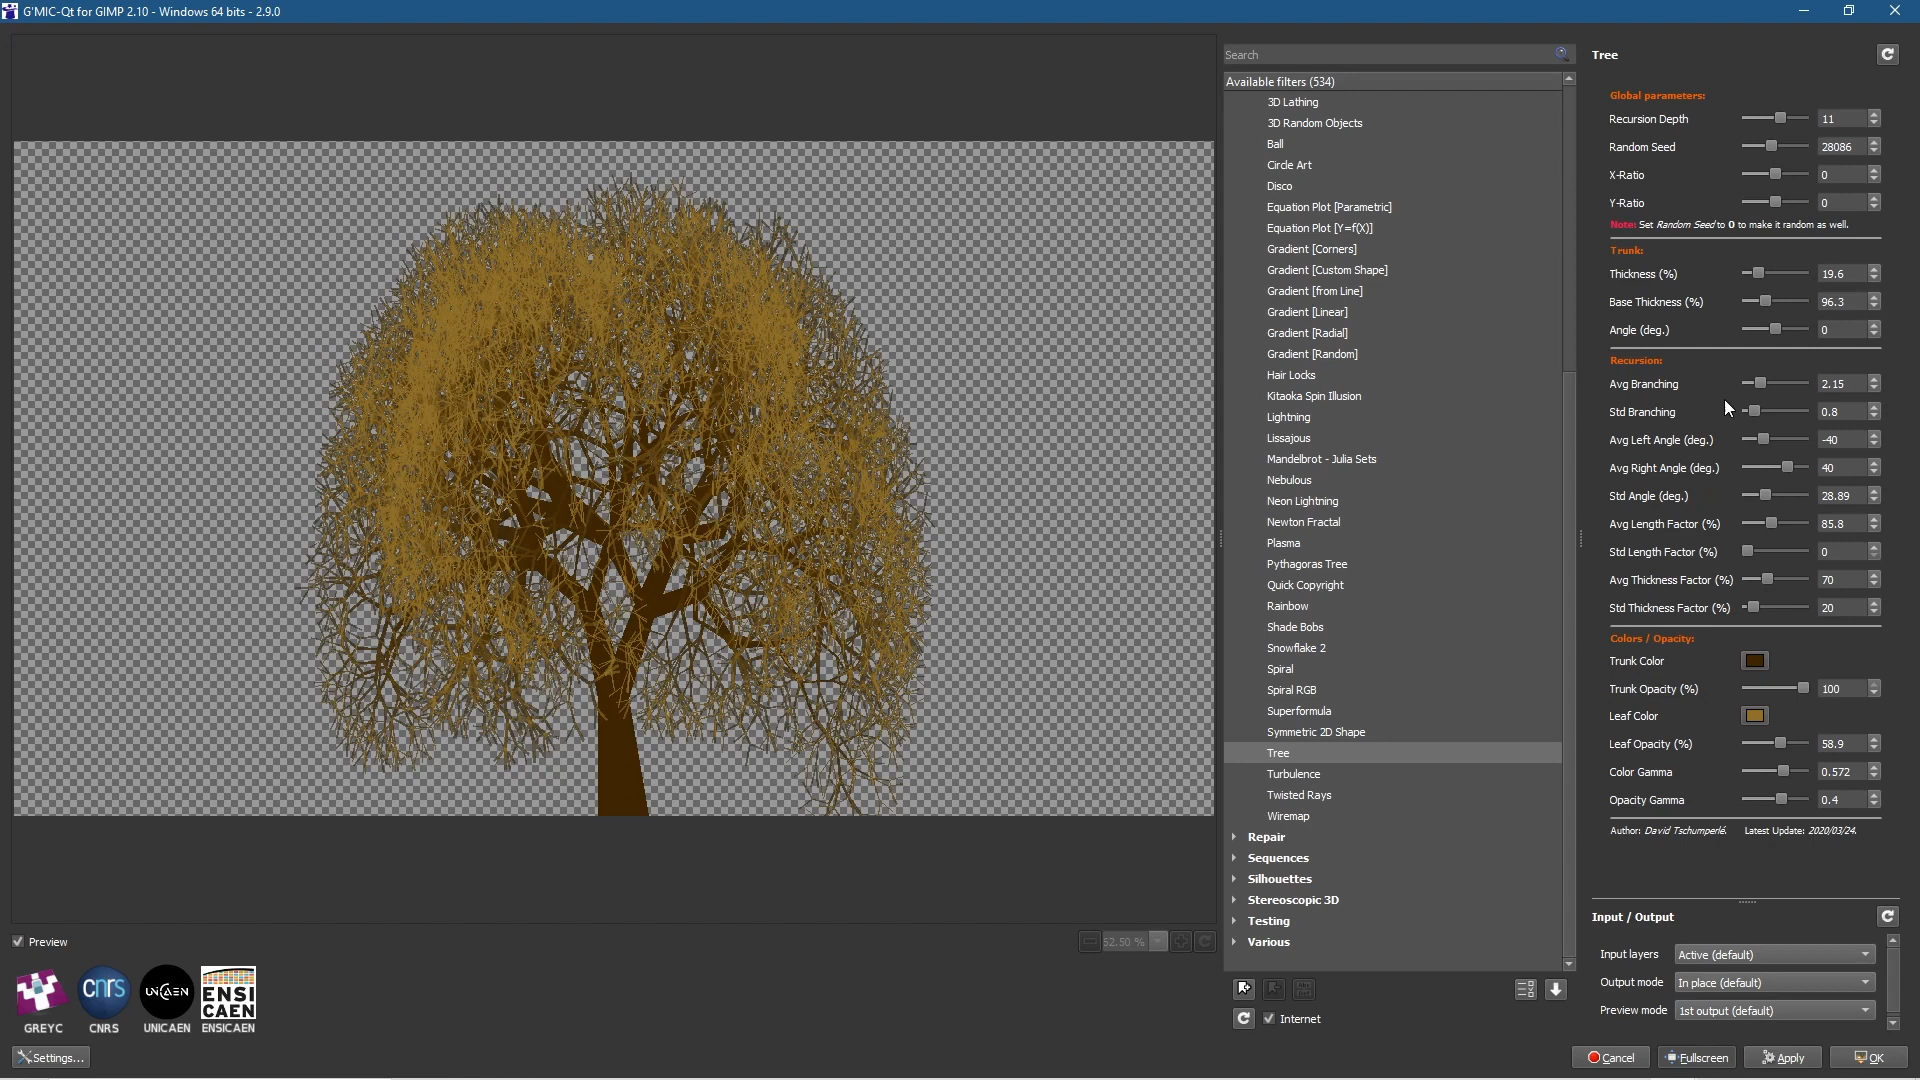 G'MIC-Qt for GIMP 2.10 - Windows 64 bits - 2.9.0
Search
Available filters (534)
3D Lathing
3D Random Objects
Ball
Circle Art
Disco
Equation Plot [Parametric]
Equation Plot [Y=f(X)]
Gradient [Corners]
Gradient [Custom Shape]
Gradient [from Line]
Gradient [Linear]
Gradient [Radial]
Gradient [Random]
Hair Locks
Kitaoka Spin Illusion
Lightning
Lissajous
Mandelbrot - Julia Sets
Nebulous
Neon Lightning
Newton Fractal
Plasma
Pythagoras Tree
Quick Copyright
Rainbow
Shade Bobs
Snowflake 2
Spiral
Spiral RGB
Superformula
Symmetric 2D Shape
Tree
Turbulence
Twisted Rays
Wiremap
Repair
Sequences
Silhouettes
Stereoscopic 3D
Testing
Various
Internet
Tree
Global parameters:
Recursion Depth 11
Random Seed 28086
X-Ratio 0
Y-Ratio 0
Note: Set Random Seed to 0 to make it random as well.
Trunk:
Thickness (%) 19.6
Base Thickness (%) 96.3
Angle (deg.) 0
Recursion:
Avg Branching 2.15
Std Branching 0.8
Avg Left Angle (deg.) -40
Avg Right Angle (deg.) 40
Std Angle (deg.) 28.89
Avg Length Factor (%) 85.8
Std Length Factor (%) 0
Avg Thickness Factor (%) 70
Std Thickness Factor (%) 20
Colors / Opacity:
Trunk Color
Trunk Opacity (%) 100
Leaf Color
Leaf Opacity (%) 58.9
Color Gamma 0.572
Opacity Gamma 0.4
Author: David Tschumperlé. Latest Update: 2020/03/24.
Input / Output
Input layers Active (default)
Output mode In place (default)
Preview mode 1st output (default)
Preview
52.50 %
cnrs
UNICAEN
ENSI
CAEN
GREYC CNRS UNICAEN ENSICAEN
Settings...
Cancel Fullscreen Apply OK